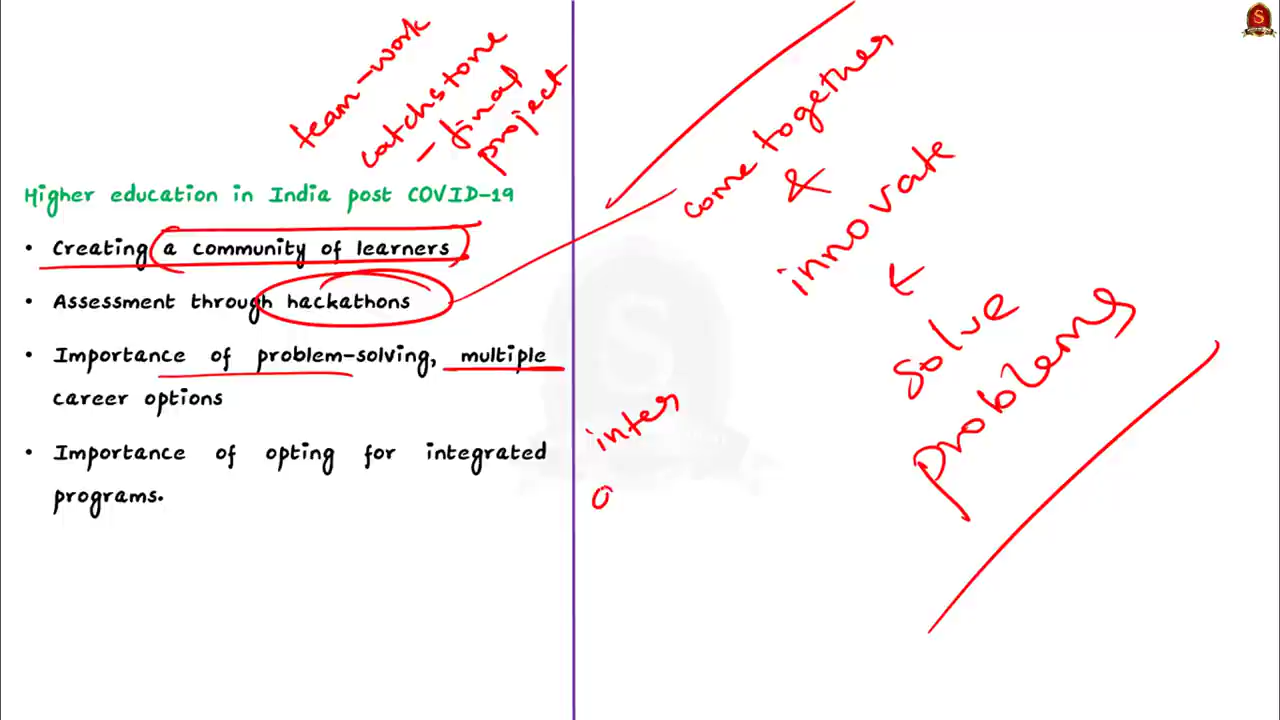 team-work
catchstone
- final
project
Higher education in India post COVID-19
• Creating a community of learners
• Assessment through hackathons
• Importance of problem-solving, multiple
career options
• Importance of opting for integrated
programs.
come together
&
innovate
solve
problems
inter
S